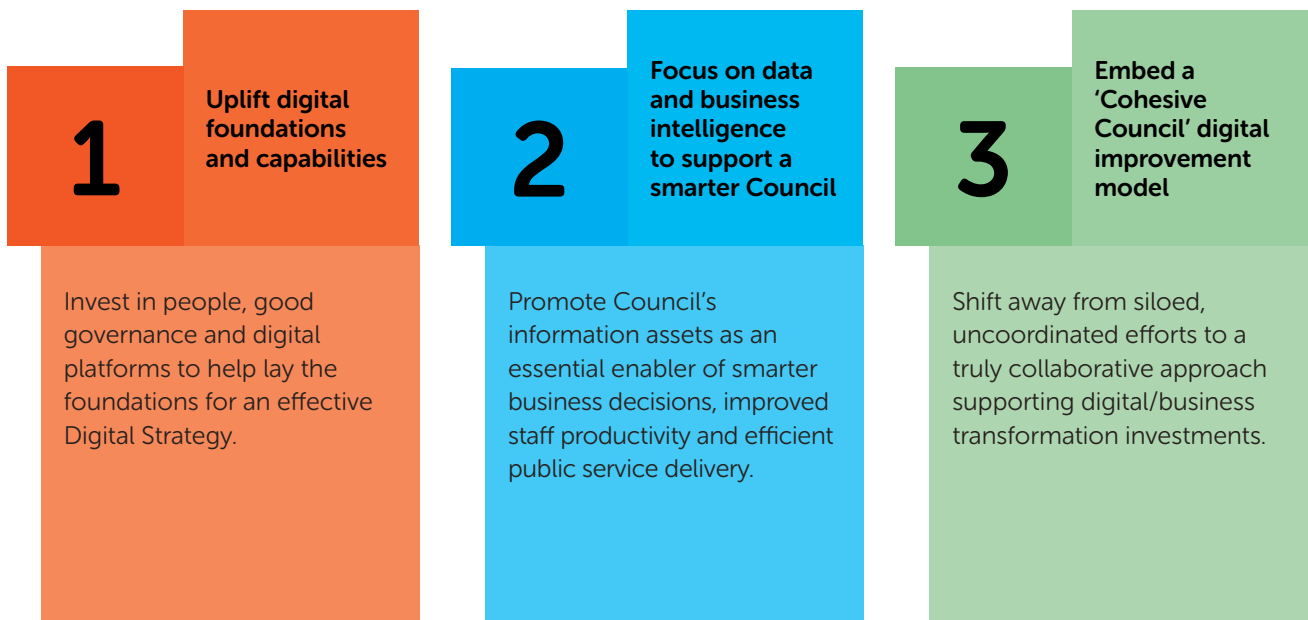 1
Uplift digital
foundations
and capabilities
Invest in people, good
governance and digital
platforms to help lay the
foundations for an effective
Digital Strategy.
2
Focus on data
and business
intelligence
to support a
smarter Council
Promote Council’s
information assets as an
essential enabler of smarter
business decisions, improved
staff productivity and efficient
public service delivery.
3
Embed a
‘Cohesive
Council’ digital
improvement
model
Shift away from siloed,
uncoordinated efforts to a
truly collaborative approach
supporting digital/business
transformation investments.